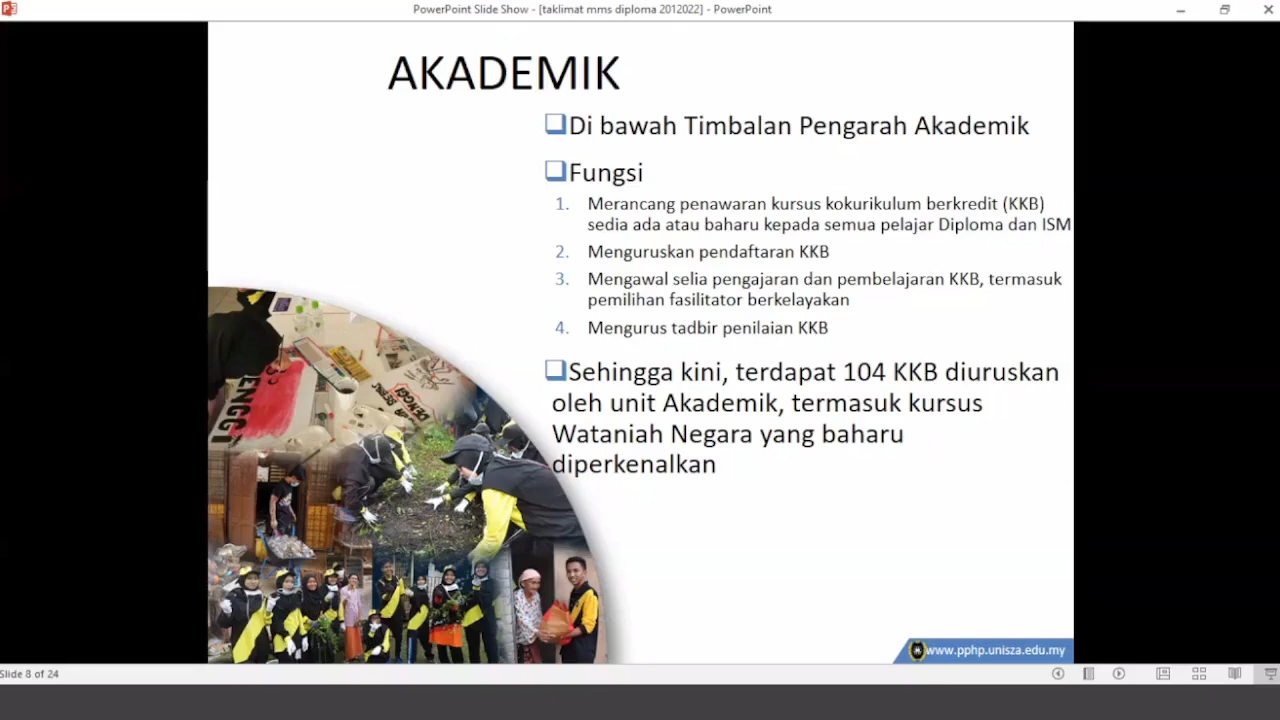 PowerPoint Slide Show - [taklimat mms diploma 2012022] - PowerPoint
AKADEMIK
Di bawah Timbalan Pengarah Akademik
Fungsi
1. Merancang penawaran kursus kokurikulum berkredit (KKB)
sedia ada atau baharu kepada semua pelajar Diploma dan ISM
2. Menguruskan pendaftaran KKB
3. Mengawal selia pengajaran dan pembelajaran KKB, termasuk
pemilihan fasilitator berkelayakan
4. Mengurus tadbir penilaian KKB
Sehingga kini, terdapat 104 KKB diuruskan
oleh unit Akademik, termasuk kursus
Wataniah Negara yang baharu
diperkenalkan
ENGGI
DENGGI
www.pphp.unisza.edu.my
Slide 8 of 24